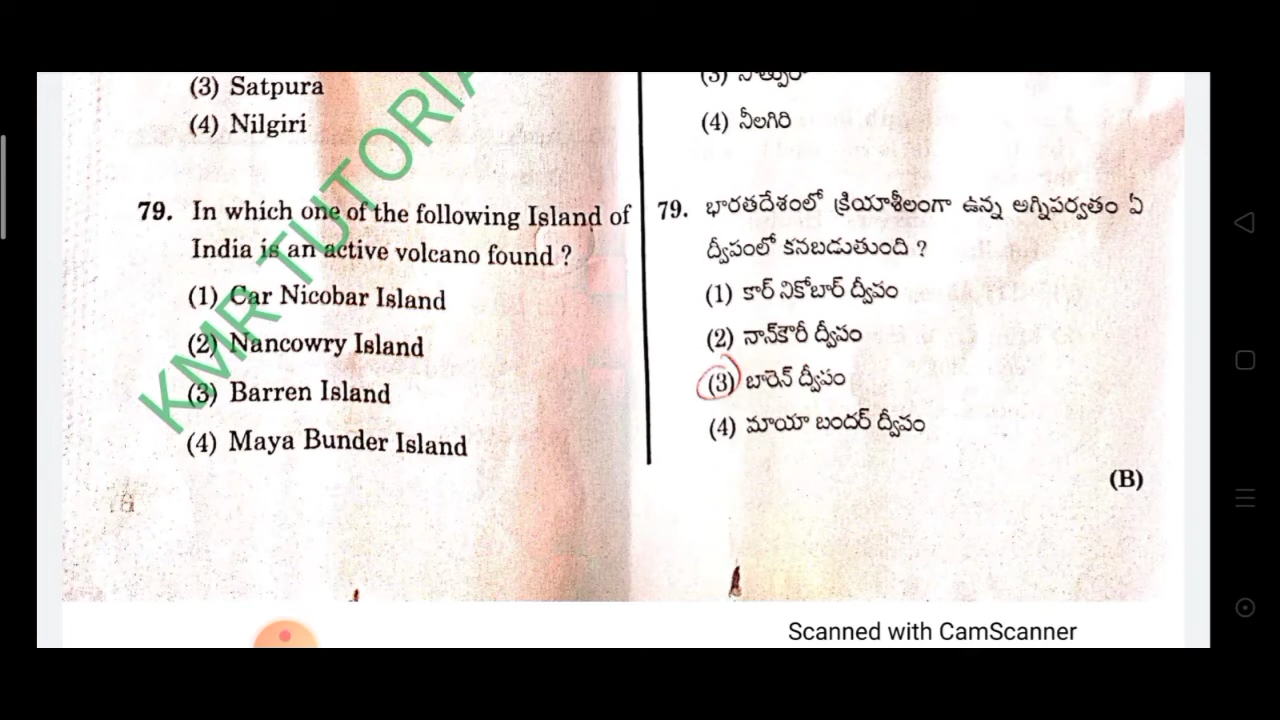 (3) Satpura
(4) Nilgiri
79. In which one of the following Island of
India is an active volcano found ?
(1) Car Nicobar Island
(2) Nancowry Island
(3) Barren Island
(4) Maya Bunder Island
KMR TUTORIA
(3) సాత్పురా
(4) నీలగిరి
79. భారతదేశంలో క్రియాశీలంగా ఉన్న అగ్నిపర్వతం ఏ
ద్వీపంలో కనబడుతుంది ?
(1) కార్ నికోబార్ ద్వీపం
(2) నాన్‌కౌరీ ద్వీపం
(3) బారెన్ ద్వీపం
(4) మాయా బందర్ ద్వీపం
(B)
Scanned with CamScanner